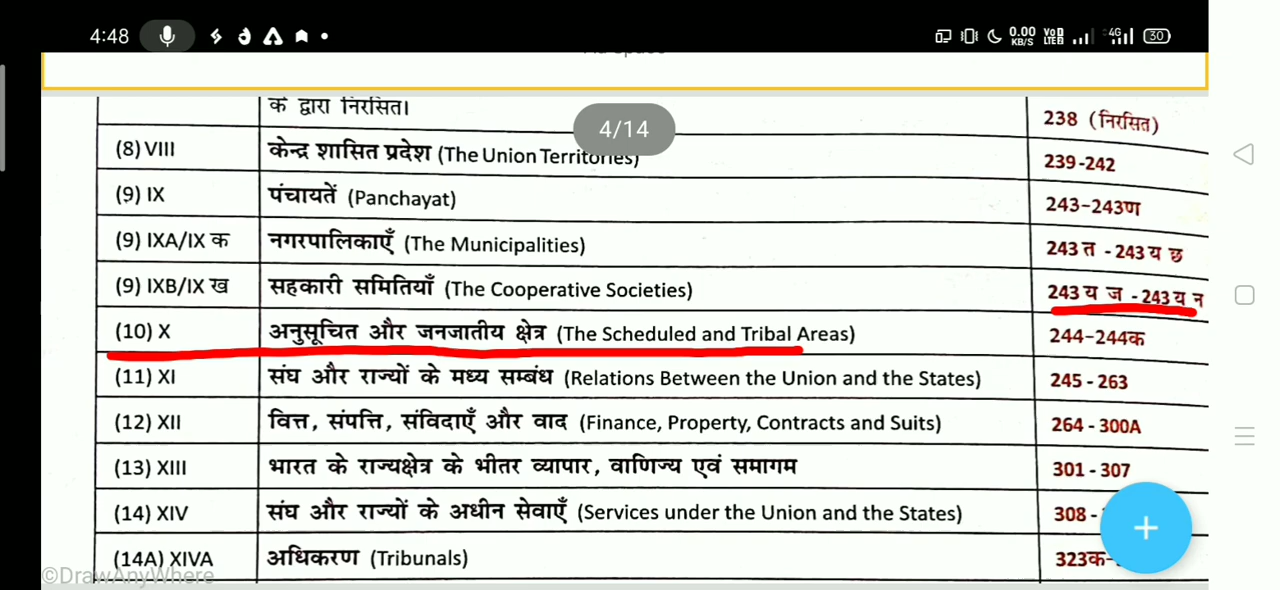 4:48
0.00 KB/S VoD LTE2 4G 30
के द्वारा निरसित।
238 (निरसित)
4/14
(8) VIII केन्द्र शासित प्रदेश (The Union Territories) 239-242
(9) IX पंचायतें (Panchayat) 243-243ण
(9) IXA/IX क नगरपालिकाएँ (The Municipalities) 243 त - 243 य छ
(9) IXB/IX ख सहकारी समितियाँ (The Cooperative Societies) 243 य ज - 243 य न
(10) X अनुसूचित और जनजातीय क्षेत्र (The Scheduled and Tribal Areas) 244-244क
(11) XI संघ और राज्यों के मध्य सम्बंध (Relations Between the Union and the States) 245 - 263
(12) XII वित्त, संपत्ति, संविदाएँ और वाद (Finance, Property, Contracts and Suits) 264 - 300A
(13) XIII भारत के राज्यक्षेत्र के भीतर व्यापार, वाणिज्य एवं समागम 301 - 307
(14) XIV संघ और राज्यों के अधीन सेवाएँ (Services under the Union and the States) 308 -
(14A) XIVA अधिकरण (Tribunals) 323क-
©DrawAnyWhere